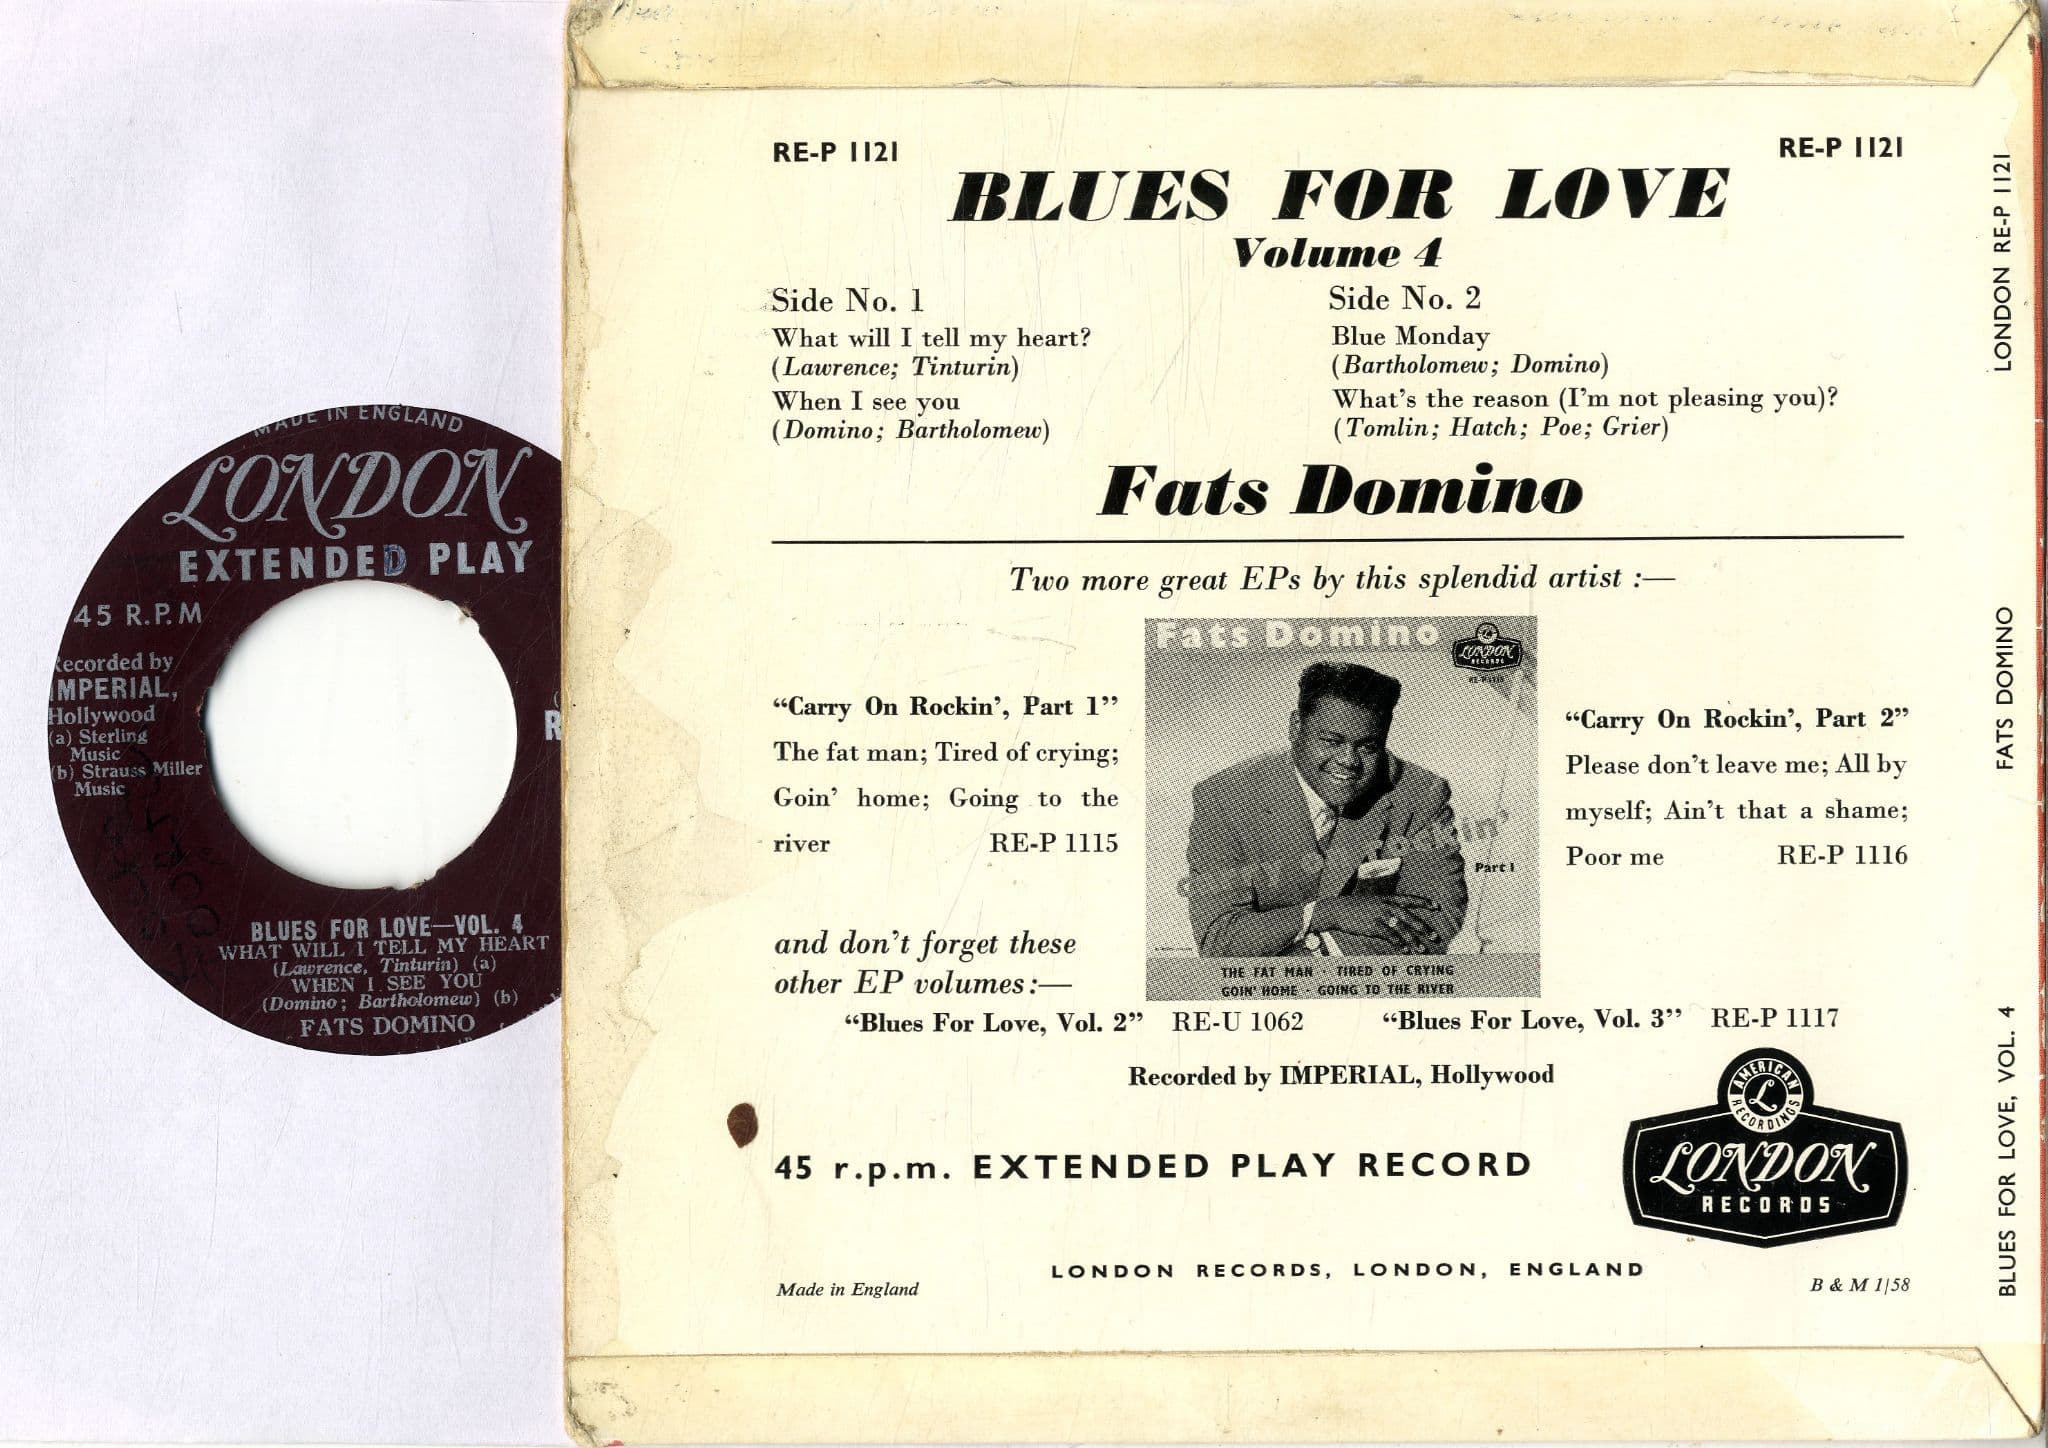 MADE IN ENGLAND
LONDON
EXTENDED PLAY
45 R.P.M
Recorded by
IMPERIAL,
Hollywood
(a) Sterling
Music
(b) Strauss Miller
Music
BLUES FOR LOVE—VOL. 4
WHAT WILL I TELL MY HEART
(Lawrence, Tinturin) (a)
WHEN I SEE YOU
(Domino; Bartholomew) (b)
FATS DOMINO
RE-P 1121
RE-P 1121
BLUES FOR LOVE
Volume 4
Side No. 1
What will I tell my heart?
(Lawrence; Tinturin)
When I see you
(Domino; Bartholomew)
Side No. 2
Blue Monday
(Bartholomew; Domino)
What's the reason (I'm not pleasing you)?
(Tomlin; Hatch; Poe; Grier)
Fats Domino
Two more great EPs by this splendid artist :—
"Carry On Rockin', Part 1"
The fat man; Tired of crying;
Goin' home; Going to the
river RE-P 1115
Fats Domino
LONDON
RECORDS
RE-P 1115
Carry on Rockin'
Part 1
THE FAT MAN · TIRED OF CRYING
GOIN' HOME · GOING TO THE RIVER
"Carry On Rockin', Part 2"
Please don't leave me; All by
myself; Ain't that a shame;
Poor me RE-P 1116
and don't forget these
other EP volumes:—
"Blues For Love, Vol. 2" RE-U 1062 "Blues For Love, Vol. 3" RE-P 1117
Recorded by IMPERIAL, Hollywood
45 r.p.m. EXTENDED PLAY RECORD
AMERICAN
L
RECORDINGS
LONDON
RECORDS
LONDON RECORDS, LONDON, ENGLAND
Made in England
B & M 1/58
LONDON RE-P 1121
FATS DOMINO
BLUES FOR LOVE, VOL. 4